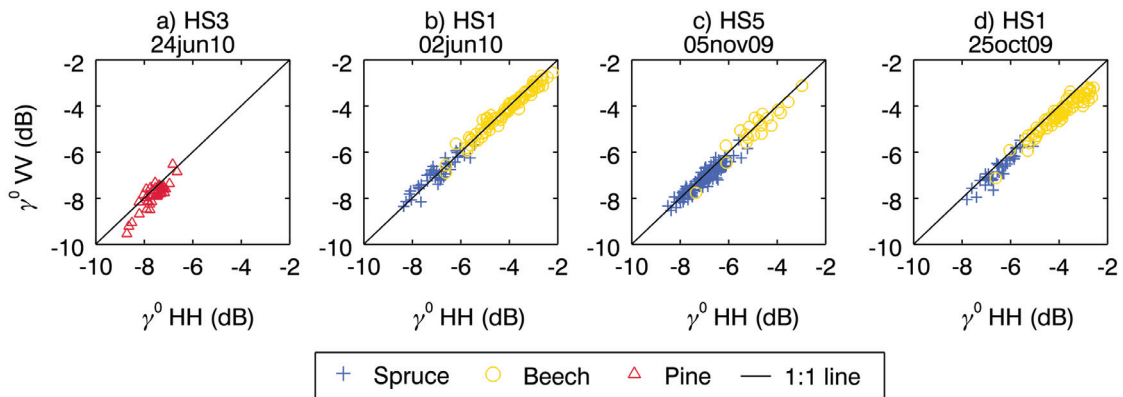 a) HS3
24jun10
b) HS1
02jun10
c) HS5
05nov09
d) HS1
25oct09
γ⁰ VV (dB)
-2
-4
-6
-8
-10
-10 -8 -6 -4 -2
γ⁰ HH (dB)
-2
-4
-6
-8
-10
-10 -8 -6 -4 -2
γ⁰ HH (dB)
-2
-4
-6
-8
-10
-10 -8 -6 -4 -2
γ⁰ HH (dB)
-2
-4
-6
-8
-10
-10 -8 -6 -4 -2
γ⁰ HH (dB)
Spruce Beech Pine 1:1 line